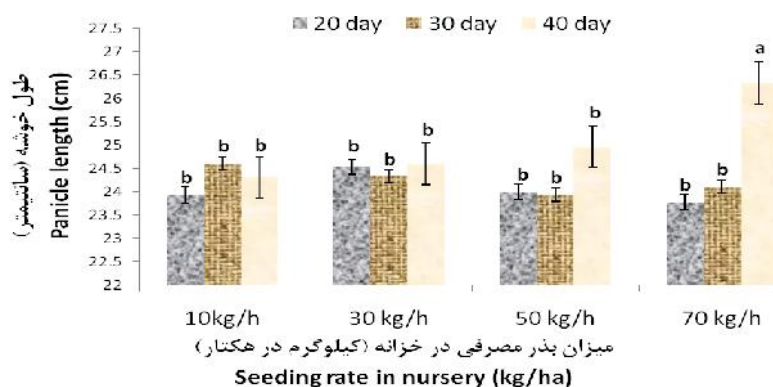 20 day 30 day 40 day
طول خوشه (سانتیمتر)
Panicle length (cm)
27.5
27
26.5
26
25.5
25
24.5
24
23.5
23
22.5
22
b b b
b b b
b b b
b b a
10kg/h 30 kg/h 50 kg/h 70 kg/h
میزان بذر مصرفی در خزانه (کیلوگرم در هکتار)
Seeding rate in nursery (kg/ha)